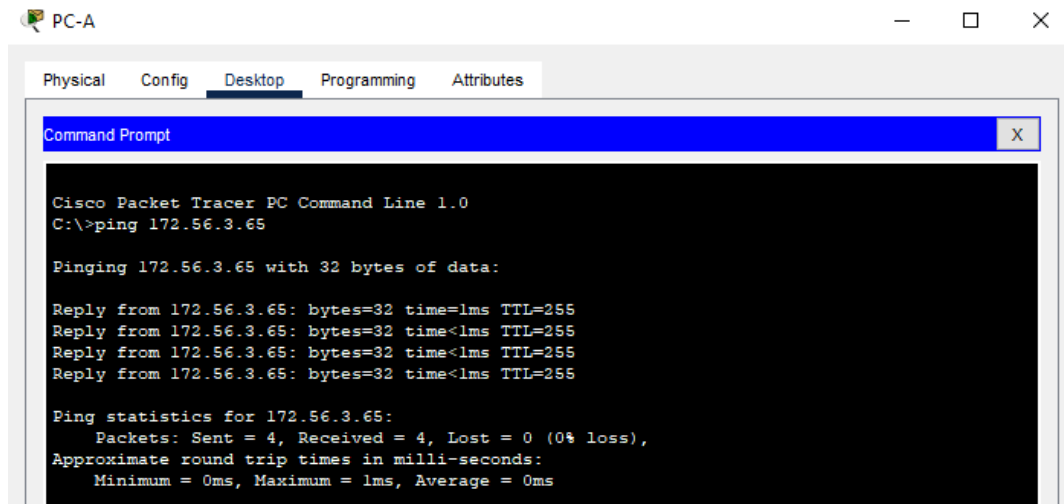 PC-A
Physical Config Desktop Programming Attributes
Command Prompt
X
Cisco Packet Tracer PC Command Line 1.0
C:\>ping 172.56.3.65
Pinging 172.56.3.65 with 32 bytes of data:
Reply from 172.56.3.65: bytes=32 time=1ms TTL=255
Reply from 172.56.3.65: bytes=32 time<1ms TTL=255
Reply from 172.56.3.65: bytes=32 time<1ms TTL=255
Reply from 172.56.3.65: bytes=32 time<1ms TTL=255
Ping statistics for 172.56.3.65:
Packets: Sent = 4, Received = 4, Lost = 0 (0% loss),
Approximate round trip times in milli-seconds:
Minimum = 0ms, Maximum = 1ms, Average = 0ms